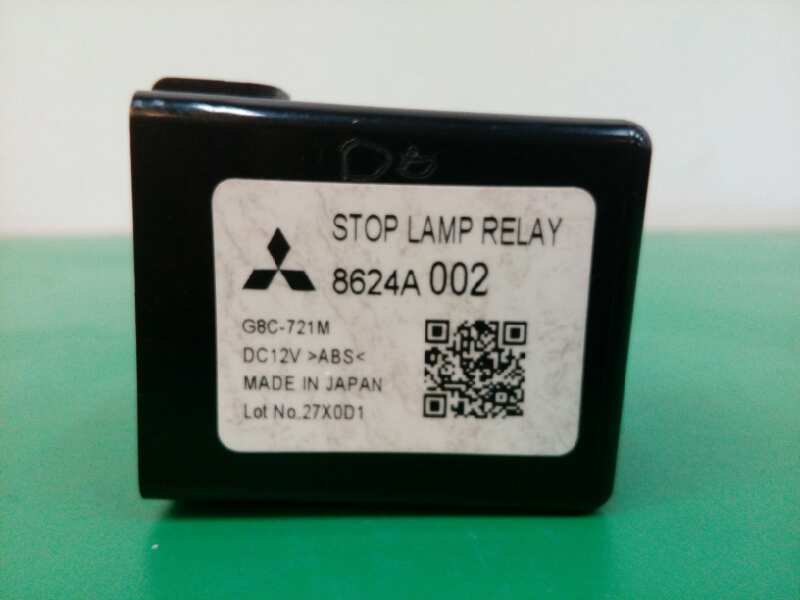 STOP LAMP RELAY
8624A 002
G8C-721M
DC12V >ABS<
MADE IN JAPAN
Lot No.27X0D1